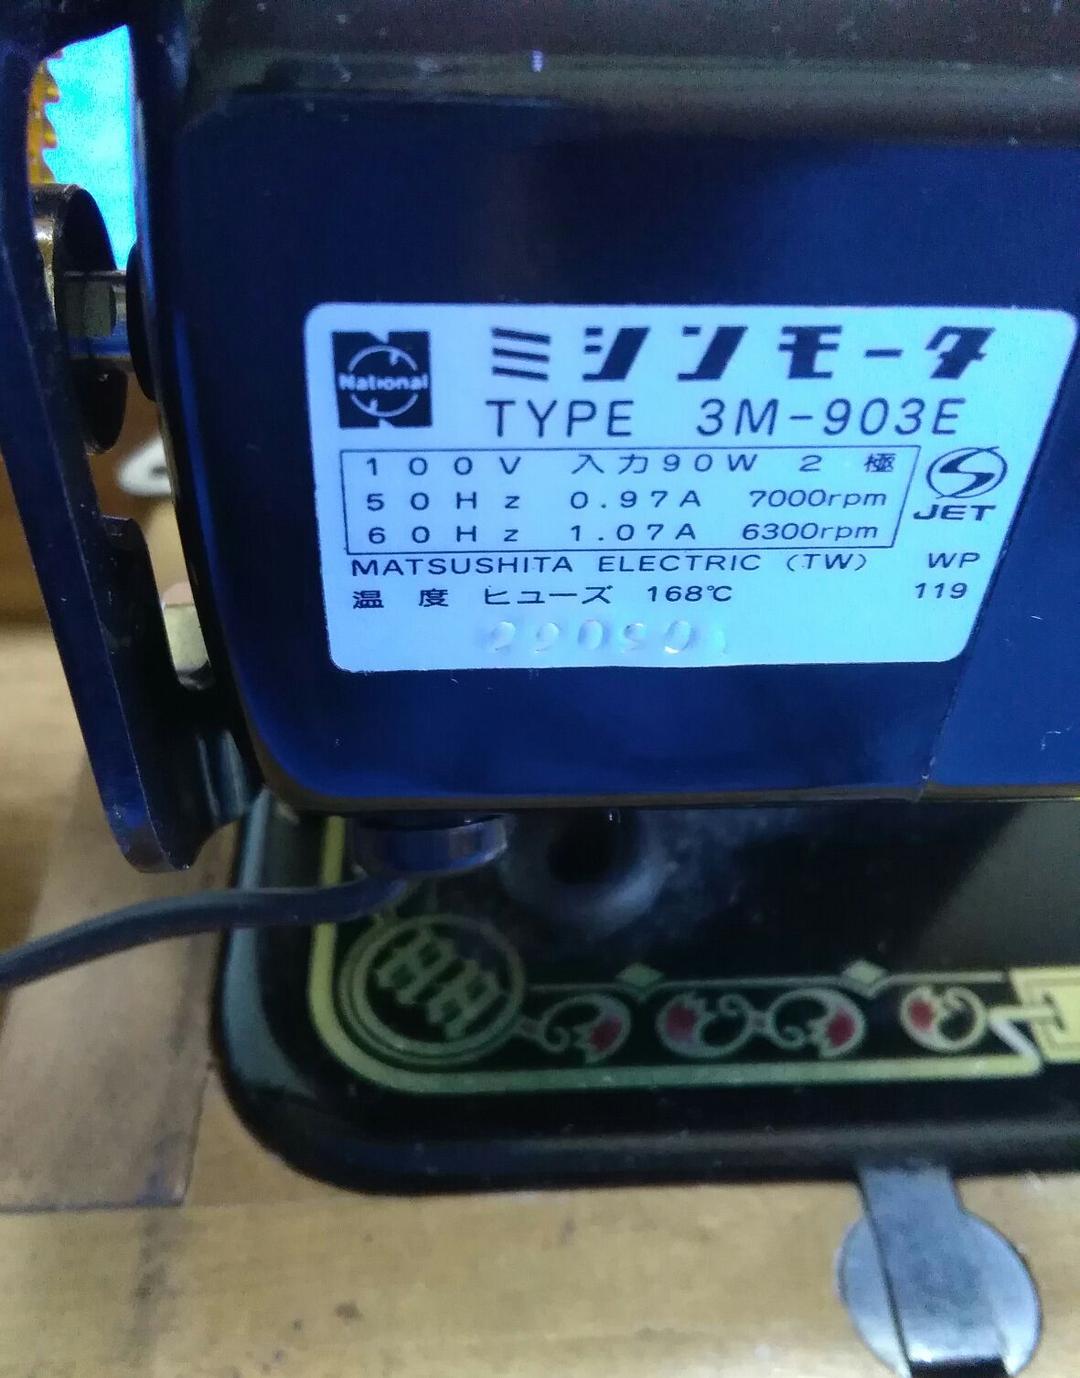 National
ミシンモータ
TYPE 3M-903E
100V 入力90W 2 極
50Hz 0.97A 7000rpm
60Hz 1.07A 6300rpm
JET
MATSUSHITA ELECTRIC (TW) WP
温 度 ヒューズ 168℃ 119